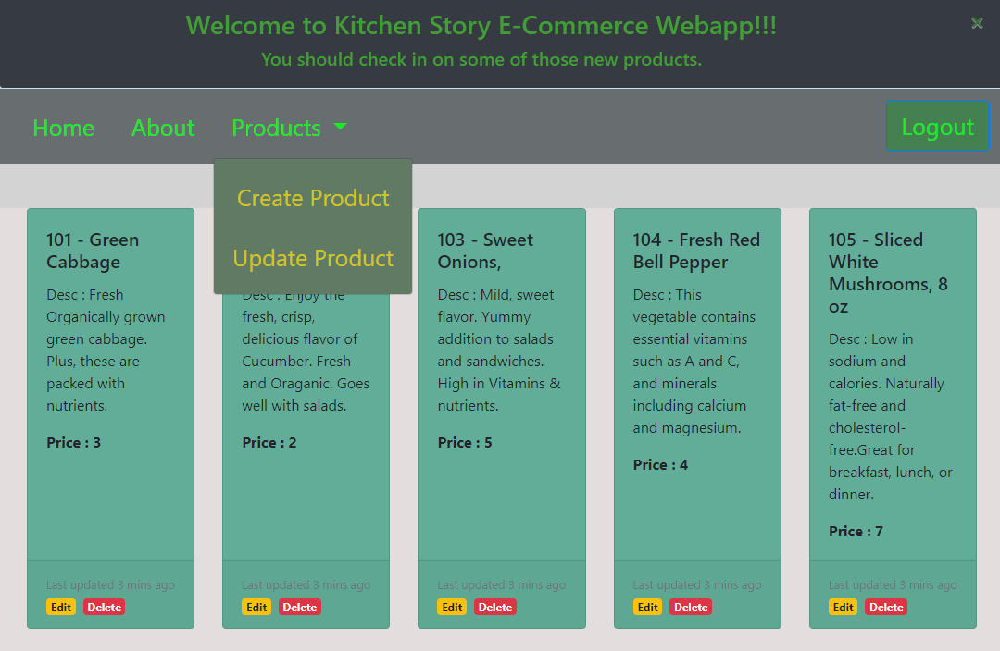 Welcome to Kitchen Story E-Commerce Webapp!!!
×
You should check in on some of those new products.
Home
About
Products
Logout
Create Product
Update Product
101 - Green
Cabbage
Desc : Fresh
Organically grown
green cabbage.
Plus, these are
packed with
nutrients.
Price : 3
Last updated 3 mins ago
Edit Delete
Desc : Enjoy the
fresh, crisp,
delicious flavor of
Cucumber. Fresh
and Oraganic. Goes
well with salads.
Price : 2
Last updated 3 mins ago
Edit Delete
103 - Sweet
Onions,
Desc : Mild, sweet
flavor. Yummy
addition to salads
and sandwiches.
High in Vitamins &
nutrients.
Price : 5
Last updated 3 mins ago
Edit Delete
104 - Fresh Red
Bell Pepper
Desc : This
vegetable contains
essential vitamins
such as A and C,
and minerals
including calcium
and magnesium.
Price : 4
Last updated 3 mins ago
Edit Delete
105 - Sliced
White
Mushrooms, 8
oz
Desc : Low in
sodium and
calories. Naturally
fat-free and
cholesterol-
free.Great for
breakfast, lunch, or
dinner.
Price : 7
Last updated 3 mins ago
Edit Delete